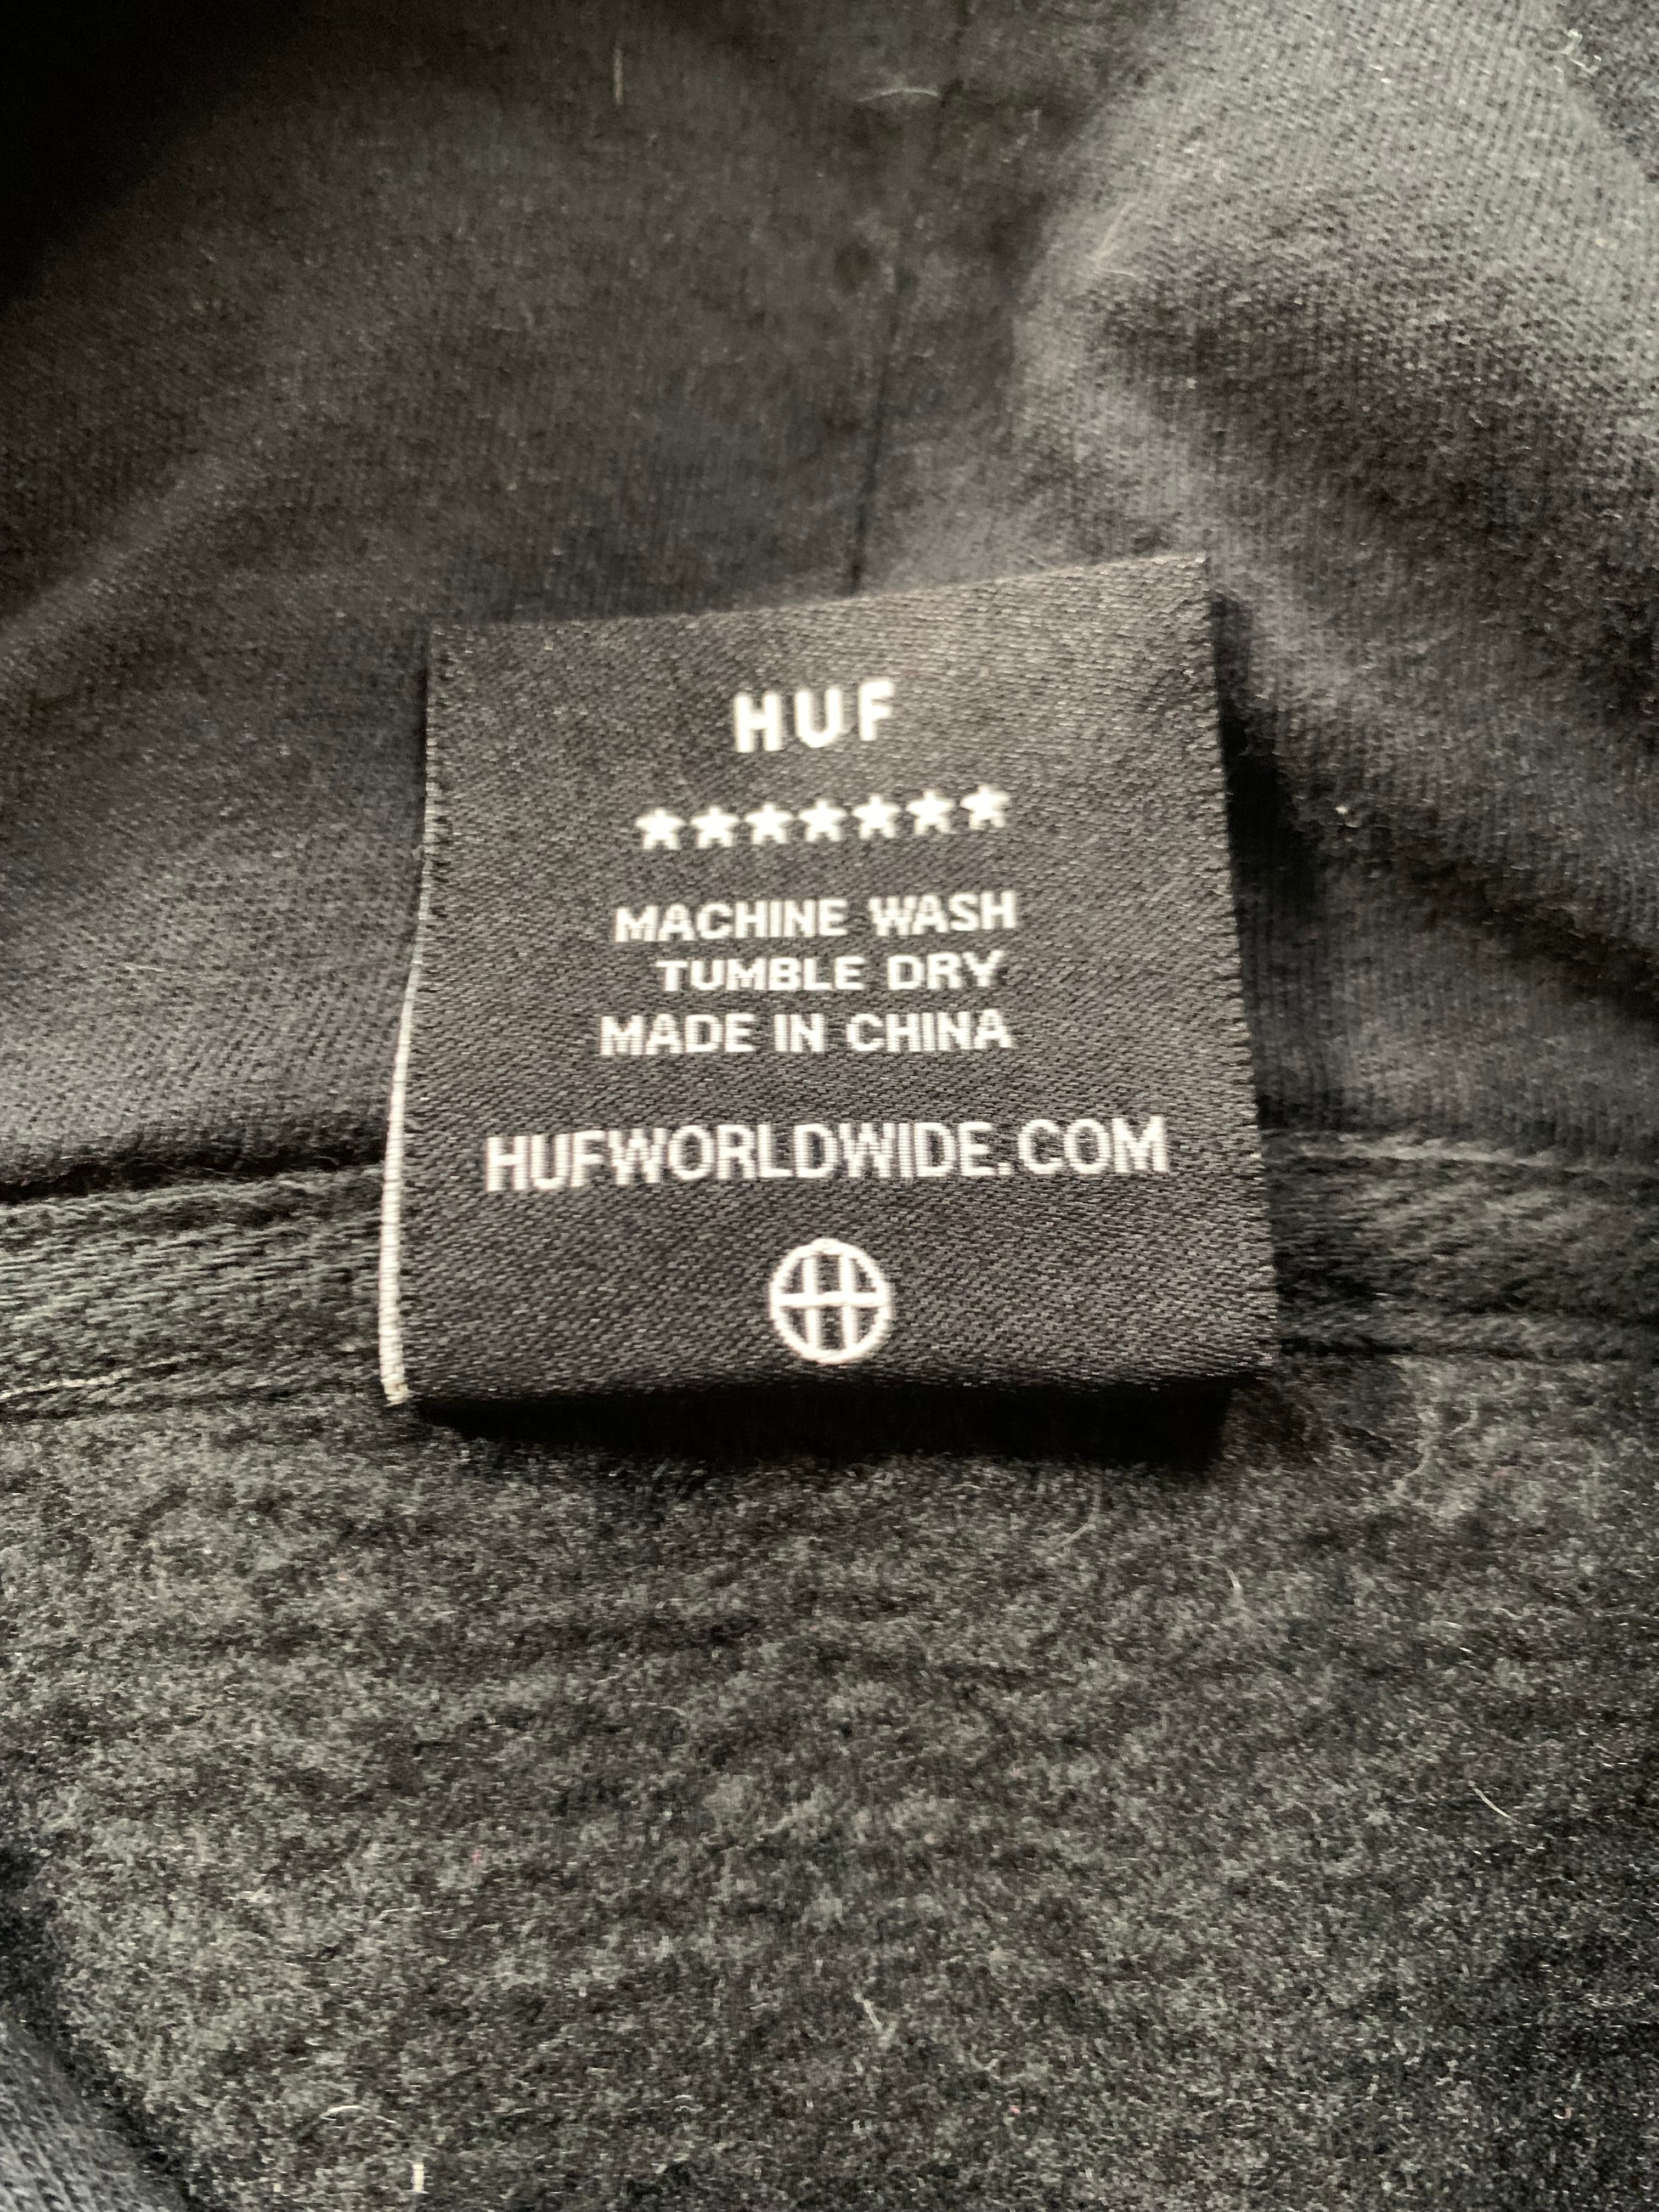 HUF
★★★★★★★
MACHINE WASH
TUMBLE DRY
MADE IN CHINA
HUFWORLDWIDE.COM
H